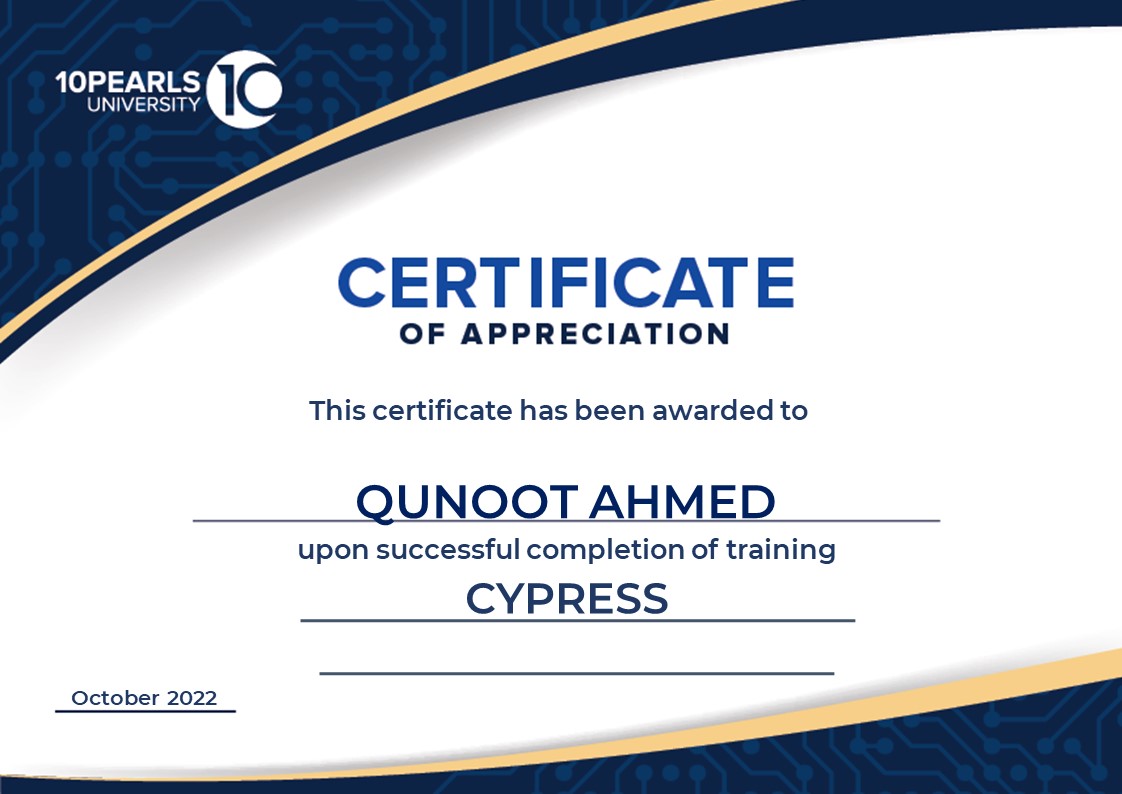 10PEARLS
UNIVERSITY
10
CERTIFICATE
OF APPRECIATION
This certificate has been awarded to
QUNOOT AHMED
upon successful completion of training
CYPRESS
October 2022